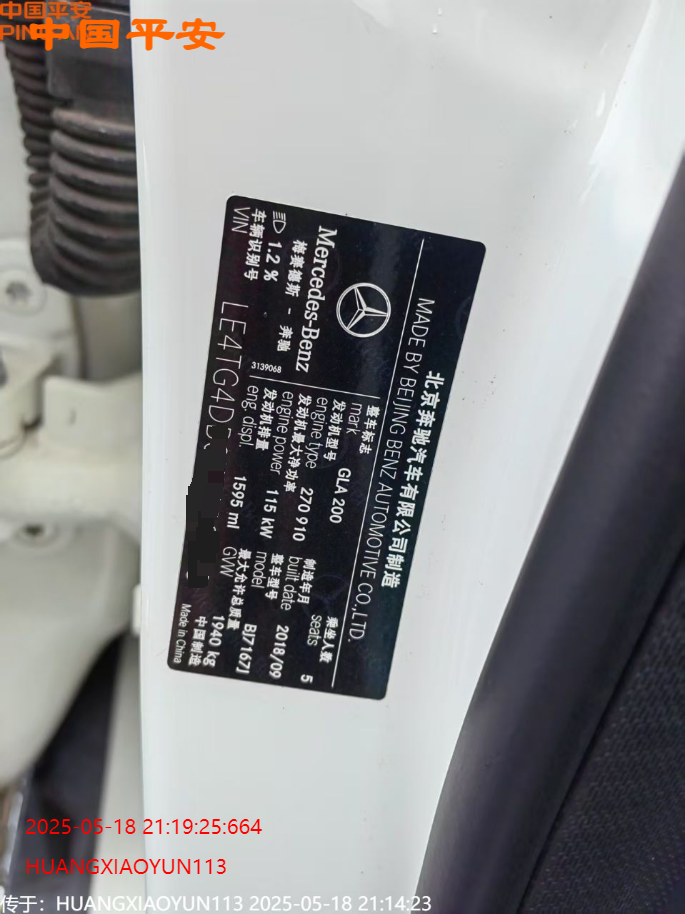 中国平安
PIN
中国平安
北京奔驰汽车有限公司制造
MADE BY BEIJING BENZ AUTOMOTIVE CO.,LTD.
Mercedes-Benz
梅赛德斯 - 奔驰
1.2 %
3139068
整车标志
mark
GLA 200
乘坐人数
seats
5
发动机型号
engine type
270 910
制造年月
built date
2018/09
发动机最大净功率
engine power
115 kW
整车型号
model
BJ7167J
发动机排量
eng. displ.
1595 ml
最大允许总质量
GVW
1940 kg
车辆识别号
VIN
LE4TG4D
中国制造
Made in China
2025-05-18 21:19:25:664
HUANGXIAOYUN113
传于：HUANGXIAOYUN113 2025-05-18 21:14:23